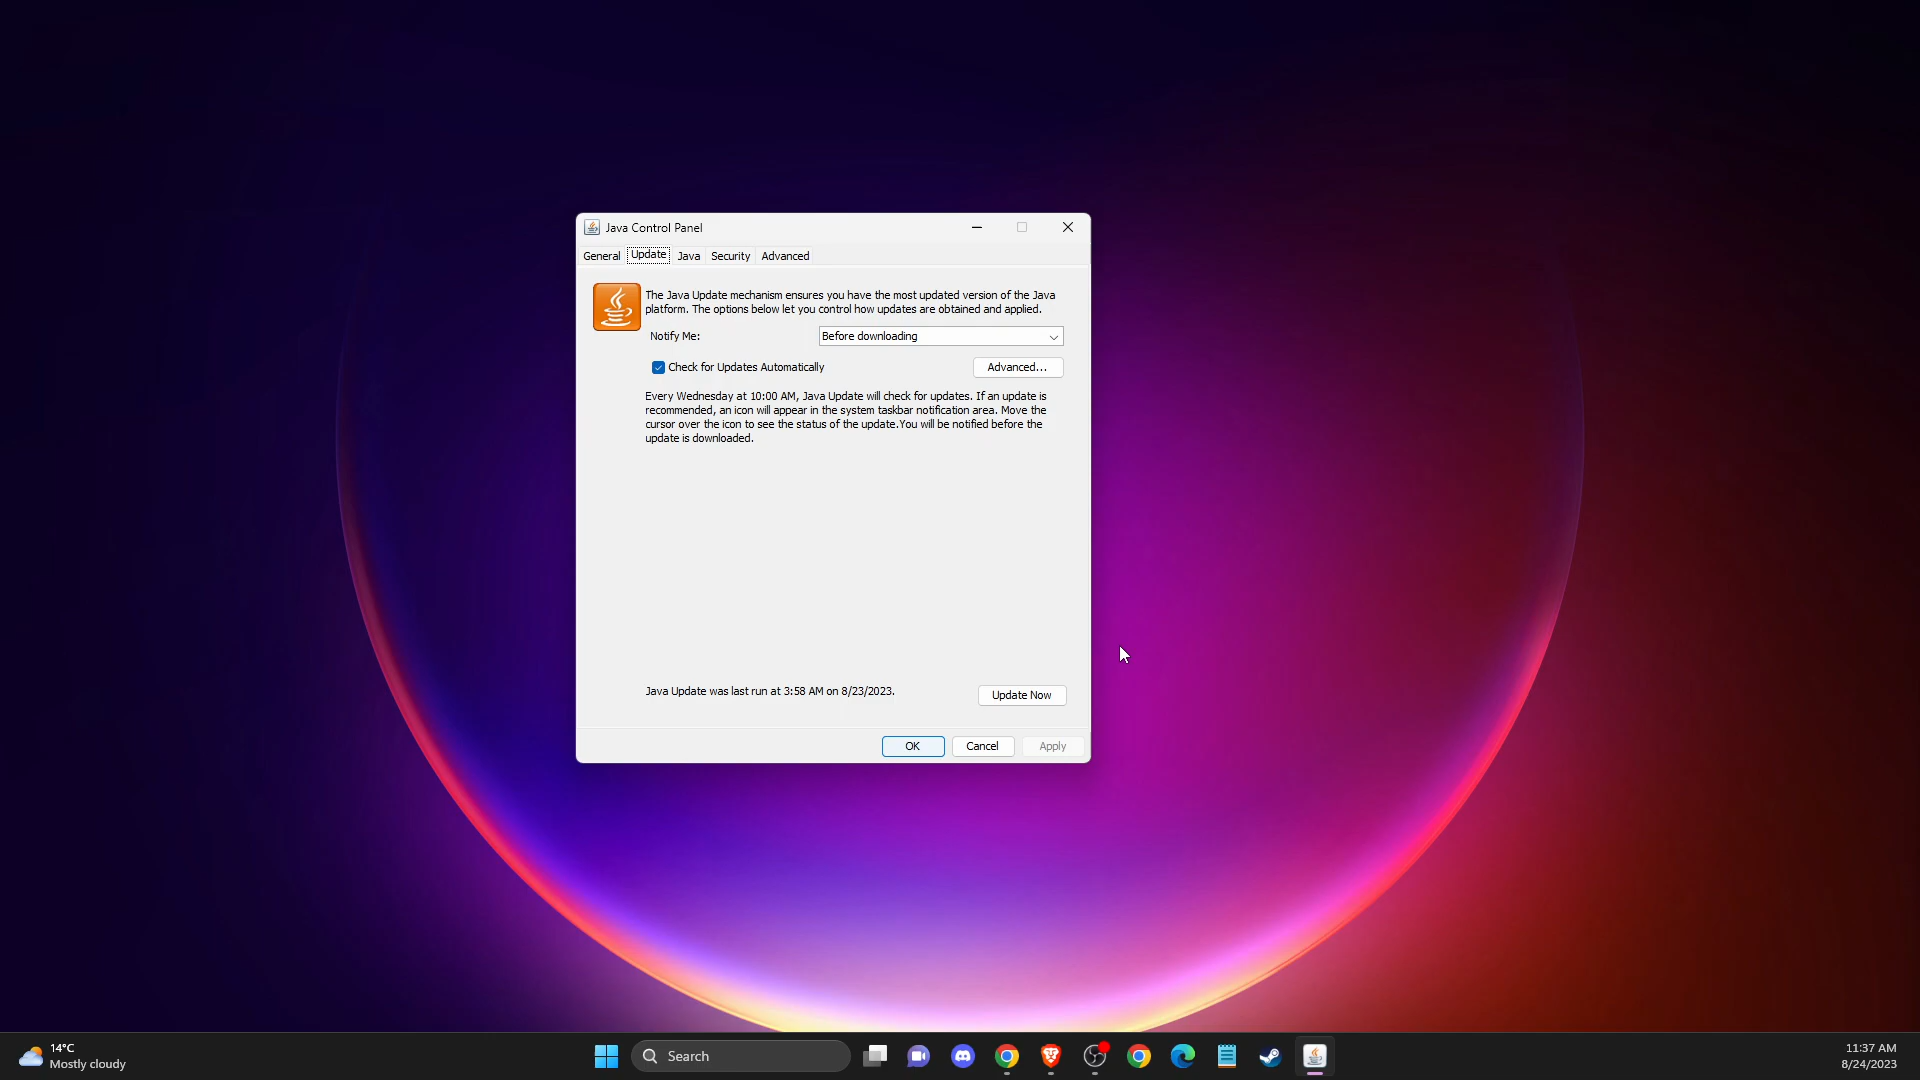 Java Control Panel
General Update Java Security Advanced
The Java Update mechanism ensures you have the most updated version of the Java
platform. The options below let you control how updates are obtained and applied.
Notify Me: Before downloading
Check for Updates Automatically Advanced...
Every Wednesday at 10:00 AM, Java Update will check for updates. If an update is
recommended, an icon will appear in the system taskbar notification area. Move the
cursor over the icon to see the status of the update.You will be notified before the
update is downloaded.
Java Update was last run at 3:58 AM on 8/23/2023. Update Now
OK Cancel Apply
14°C
Mostly cloudy
Search
11:37 AM
8/24/2023